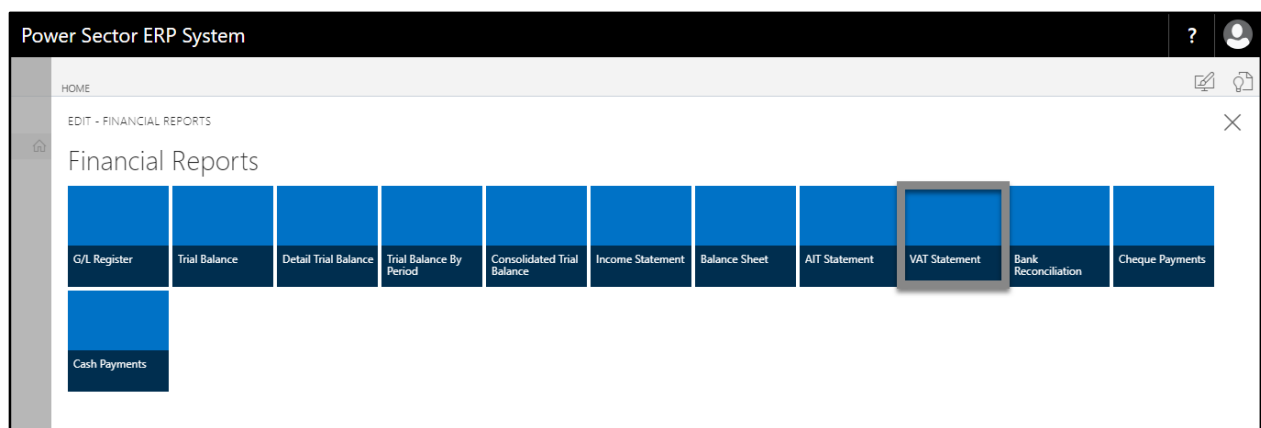 Power Sector ERP System ?
HOME
EDIT - FINANCIAL REPORTS
Financial Reports
G/L Register
Trial Balance
Detail Trial Balance
Trial Balance By
Period
Consolidated Trial
Balance
Income Statement
Balance Sheet
AIT Statement
VAT Statement
Bank
Reconciliation
Cheque Payments
Cash Payments